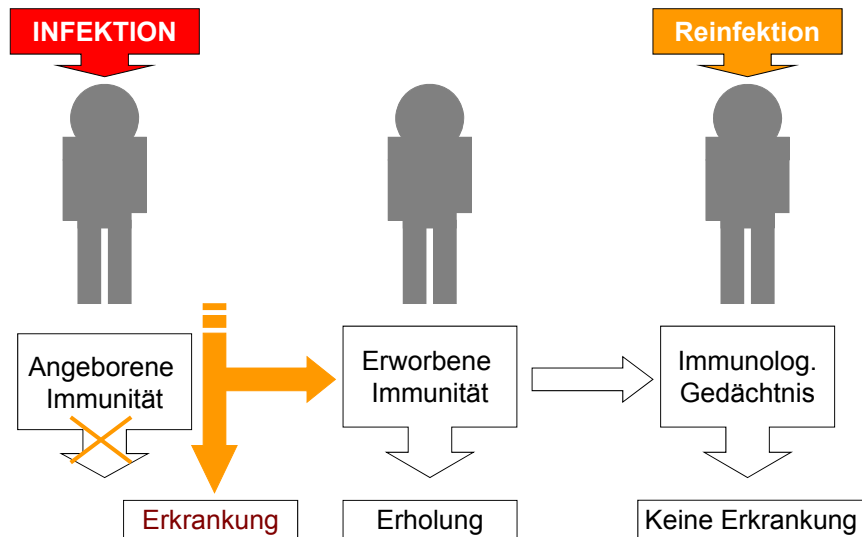 INFEKTION
Reinfektion
Angeborene
Immunität
Erworbene
Immunität
Immunolog.
Gedächtnis
Erkrankung
Erholung
Keine Erkrankung